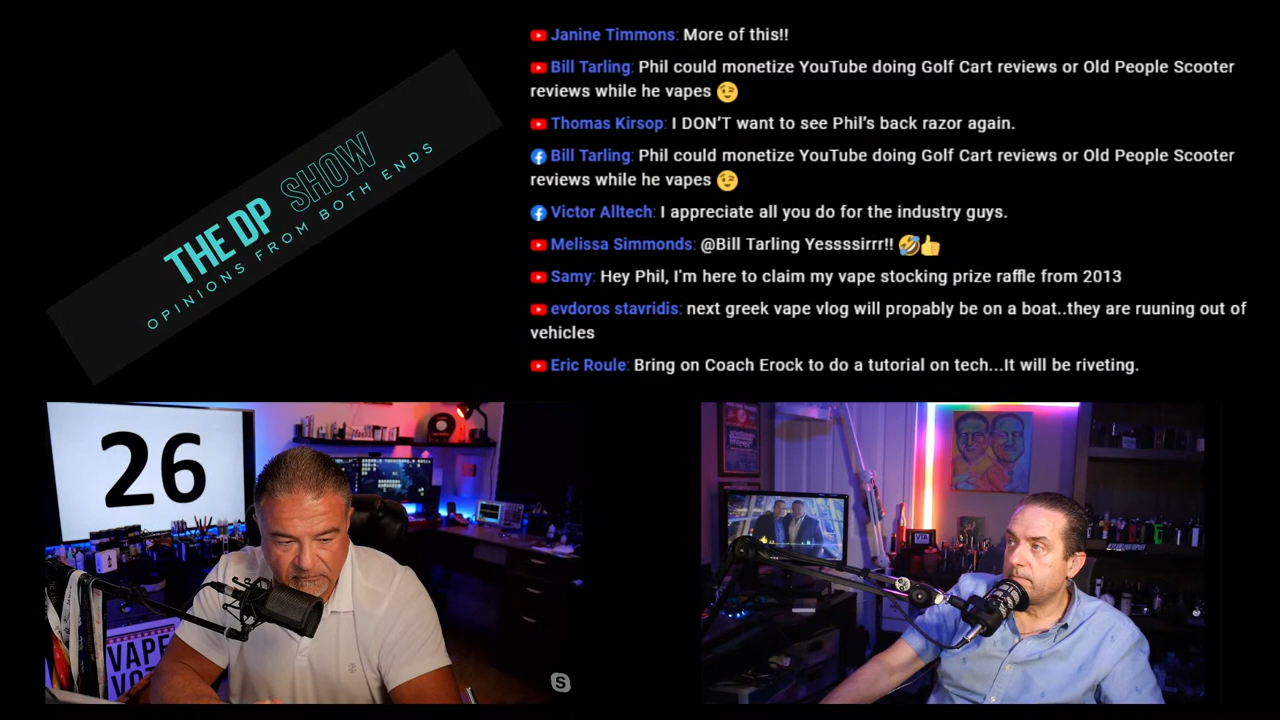 THE DP SHOW
OPINIONS FROM BOTH ENDS
Janine Timmons: More of this!!
Bill Tarling: Phil could monetize YouTube doing Golf Cart reviews or Old People Scooter
reviews while he vapes 😉
Thomas Kirsop: I DON’T want to see Phil’s back razor again.
Bill Tarling: Phil could monetize YouTube doing Golf Cart reviews or Old People Scooter
reviews while he vapes 😉
Victor Alltech: I appreciate all you do for the industry guys.
Melissa Simmonds: @Bill Tarling Yessssirrr!! 🤣👍
Samy: Hey Phil, I'm here to claim my vape stocking prize raffle from 2013
evdoros stavridis: next greek vape vlog will propably be on a boat..they are ruuning out of
vehicles
Eric Roule: Bring on Coach Erock to do a tutorial on tech...It will be riveting.
26
VAPE
VTA